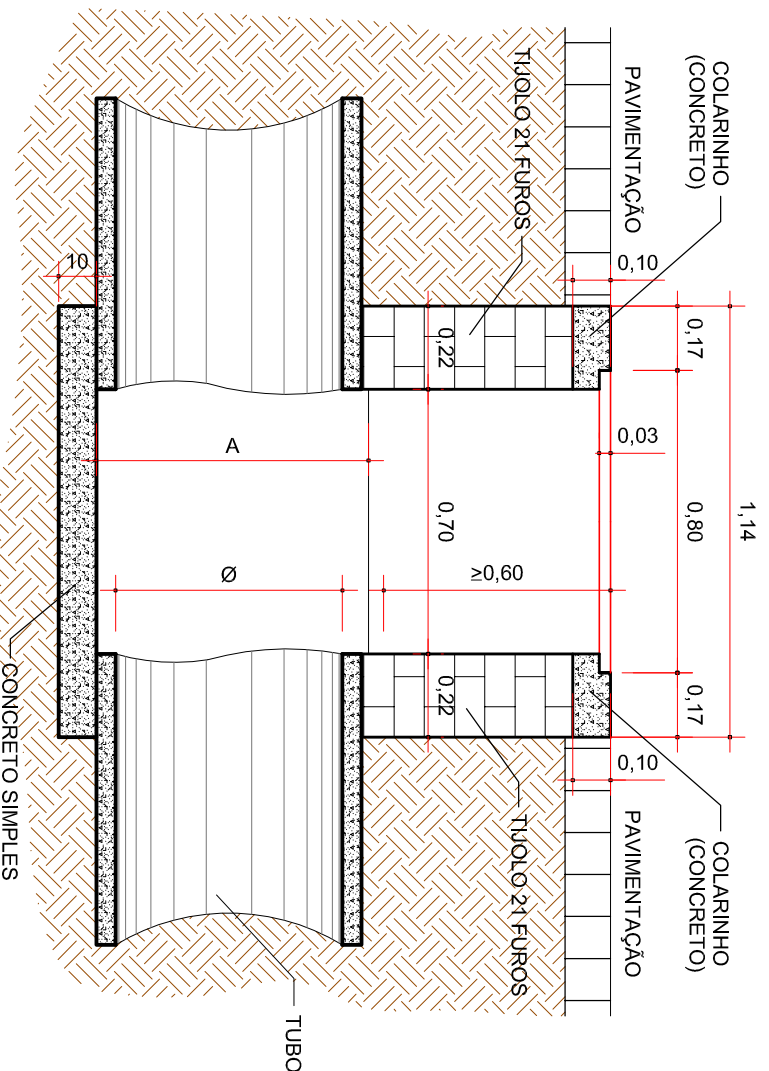 1,14
0,17
0,80
0,17
COLARINHO
(CONCRETO)
COLARINHO
(CONCRETO)
0,10
0,03
0,10
PAVIMENTAÇÃO
PAVIMENTAÇÃO
≥0,60
TIJOLO 21 FUROS
TIJOLO 21 FUROS
0,22
0,70
0,22
A
Ø
TUBO
10
CONCRETO SIMPLES